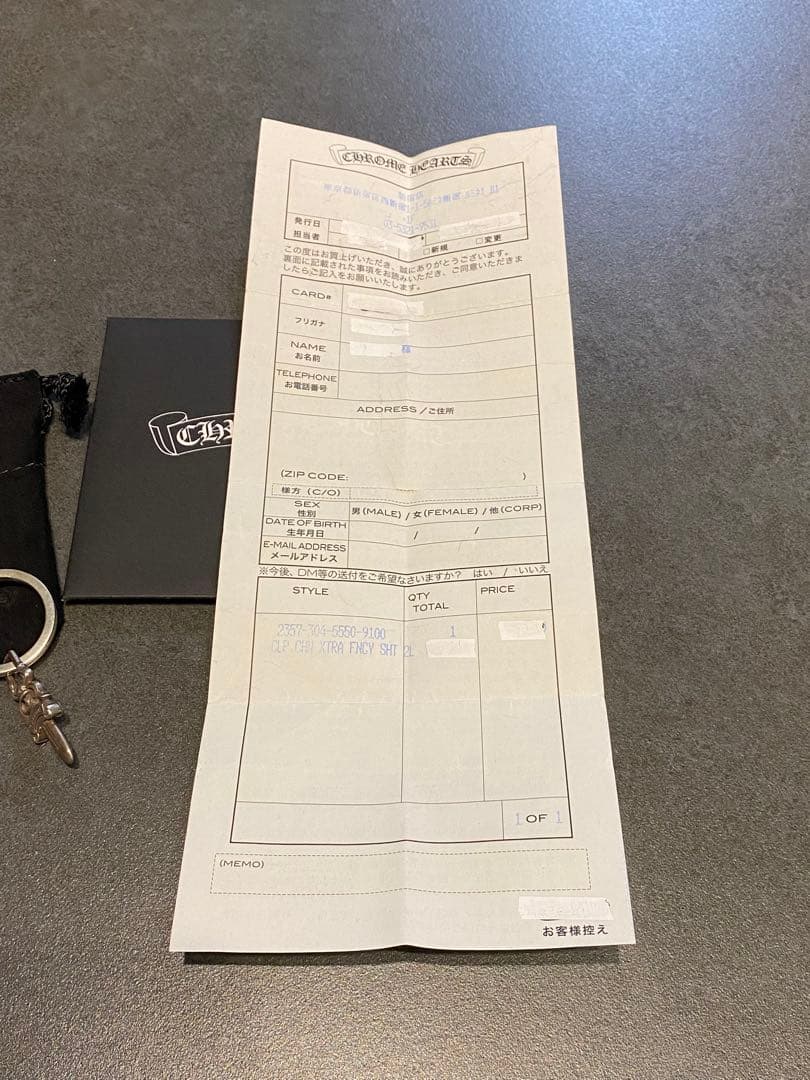 CHROME HEARTS
新宿店
03-5321-9531
発行日
担当者
□新規 □変更
この度はお買上げいただき、誠にありがとうございます。
裏面に記載された事項をお読みいただき、ご同意いただきま
したらご記入をお願いいたします。
CARD#
フリガナ
NAME
お名前
様
TELEPHONE
お電話番号
ADDRESS/ご住所
(ZIP CODE: )
様方 (C/O)
SEX
性別
男(MALE) / 女(FEMALE) / 他(CORP)
DATE OF BIRTH
生年月日
/ /
E-MAIL ADDRESS
メールアドレス
※今後、DM等の送付をご希望なさいますか? はい / いいえ
STYLE
QTY
TOTAL
PRICE
2357-304-5550-9100 1
CLP CHN XTRA FNCY SHT 2L
1 OF 1
(MEMO)
お客様控え
CHR